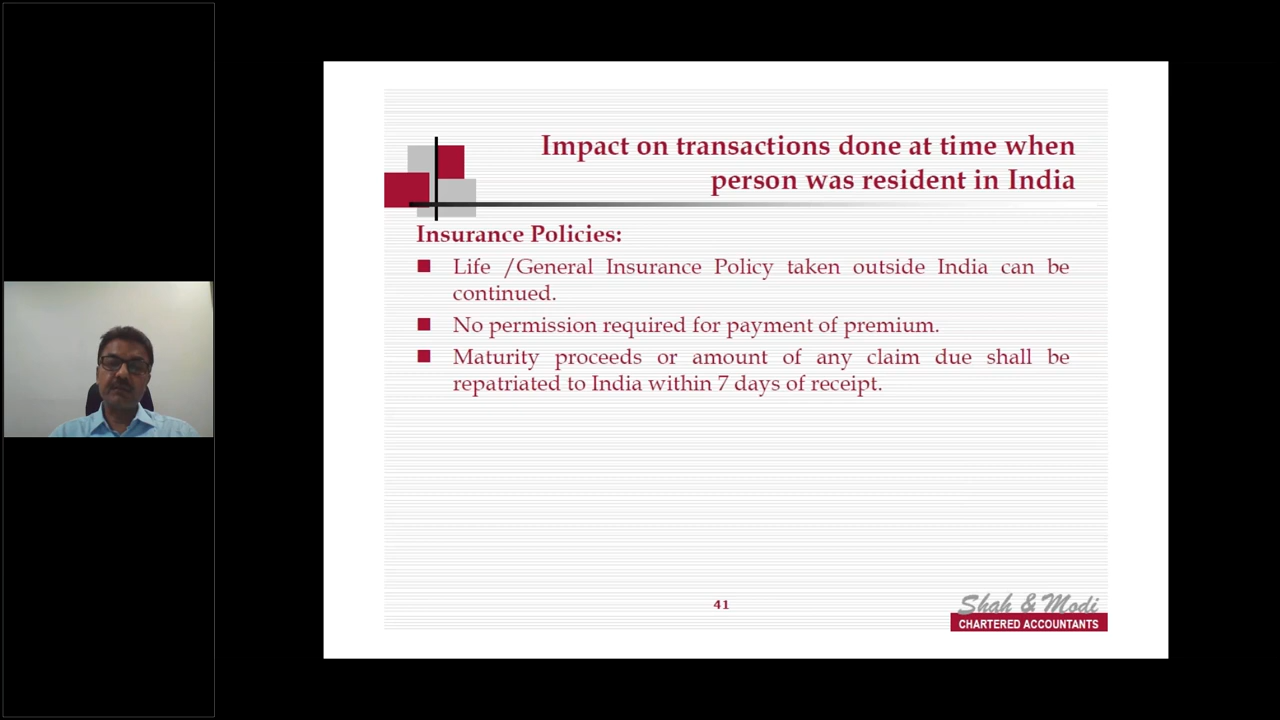 Impact on transactions done at time when
person was resident in India
Insurance Policies:
Life /General Insurance Policy taken outside India can be
continued.
No permission required for payment of premium.
Maturity proceeds or amount of any claim due shall be
repatriated to India within 7 days of receipt.
41
Shah & Modi
CHARTERED ACCOUNTANTS